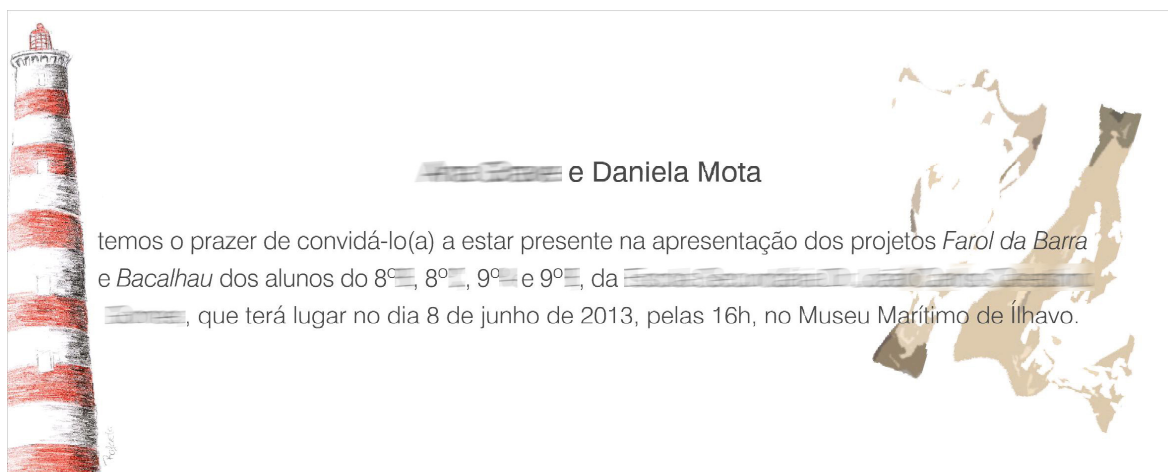 e Daniela Mota
temos o prazer de convidá-lo(a) a estar presente na apresentação dos projetos Farol da Barra
e Bacalhau dos alunos do 8º, 8º, 9º e 9º, da
, que terá lugar no dia 8 de junho de 2013, pelas 16h, no Museu Marítimo de Ílhavo.